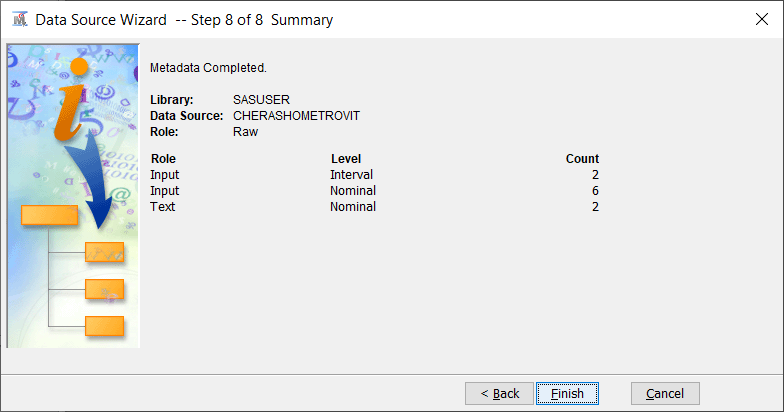 Data Source Wizard -- Step 8 of 8 Summary
Metadata Completed.
Library: SASUSER
Data Source: CHERASHOMETROVIT
Role: Raw
Role Level Count
Input Interval 2
Input Nominal 6
Text Nominal 2
< Back Finish Cancel